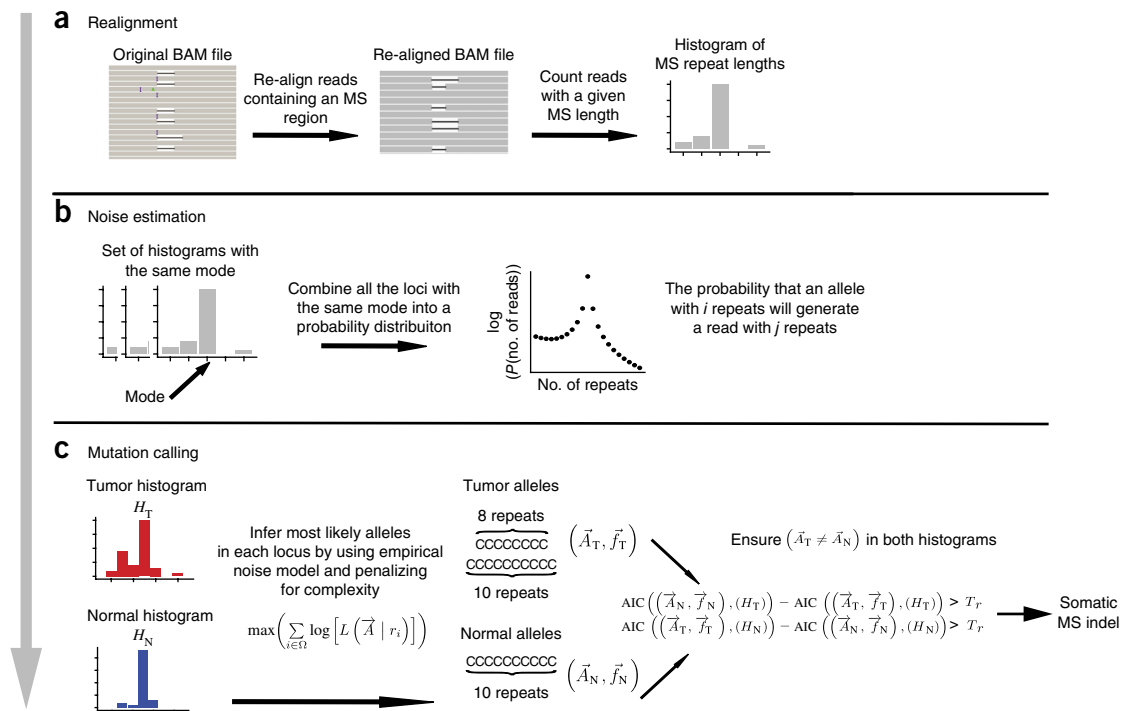 a Realignment
Original BAM file
Re-align reads
containing an MS
region
Re-aligned BAM file
Count reads
with a given
MS length
Histogram of
MS repeat lengths
b Noise estimation
Set of histograms with
the same mode
Mode
Combine all the loci with
the same mode into a
probability distribuiton
log
(P(no. of reads))
No. of repeats
The probability that an allele
with i repeats will generate
a read with j repeats
c Mutation calling
Tumor histogram
H_T
Normal histogram
H_N
Infer most likely alleles
in each locus by using empirical
noise model and penalizing
for complexity
max(∑_{i∈Ω} log[L(A⃗ | r_i)])
Tumor alleles
8 repeats
CCCCCCCC
CCCCCCCCCC
10 repeats
(A⃗_T, f⃗_T)
Normal alleles
CCCCCCCCCC
10 repeats
(A⃗_N, f⃗_N)
Ensure (A⃗_T ≠ A⃗_N) in both histograms
AIC((A⃗_N, f⃗_N), (H_T)) − AIC((A⃗_T, f⃗_T), (H_T)) > T_r
AIC((A⃗_T, f⃗_T), (H_N)) − AIC((A⃗_N, f⃗_N), (H_N)) > T_r
Somatic
MS indel